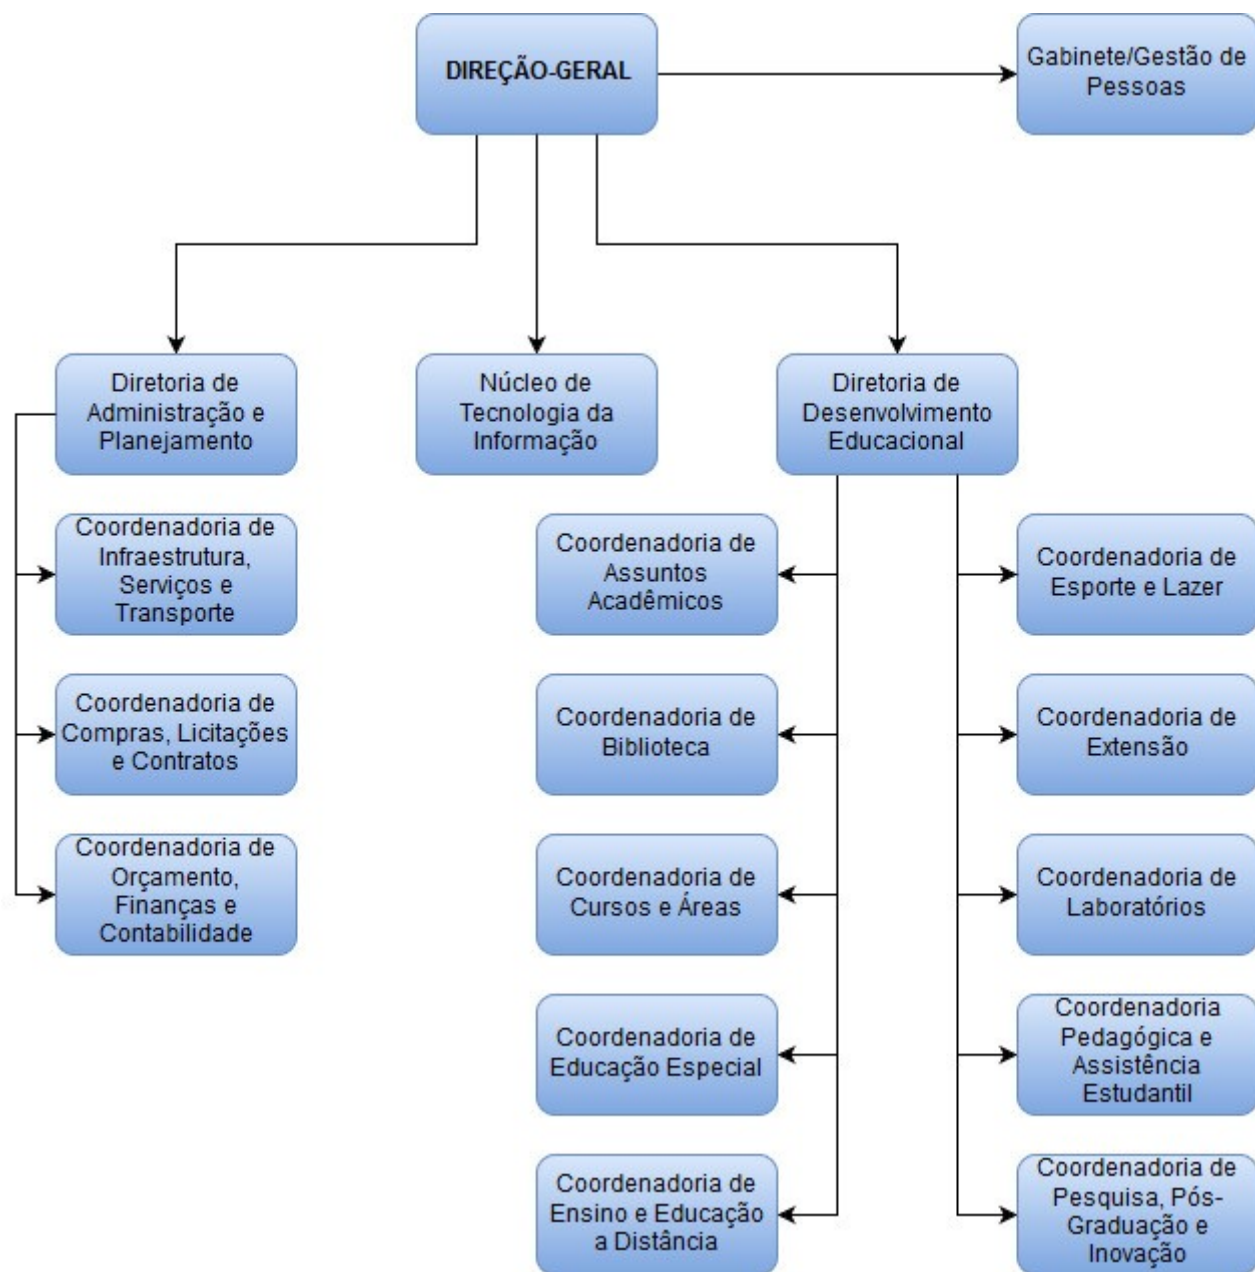 DIREÇÃO-GERAL
Gabinete/Gestão de
Pessoas
Diretoria de
Administração e
Planejamento
Núcleo de
Tecnologia da
Informação
Diretoria de
Desenvolvimento
Educacional
Coordenadoria de
Infraestrutura,
Serviços e
Transporte
Coordenadoria de
Compras, Licitações
e Contratos
Coordenadoria de
Orçamento,
Finanças e
Contabilidade
Coordenadoria de
Assuntos
Acadêmicos
Coordenadoria de
Biblioteca
Coordenadoria de
Cursos e Áreas
Coordenadoria de
Educação Especial
Coordenadoria de
Ensino e Educação
a Distância
Coordenadoria de
Esporte e Lazer
Coordenadoria de
Extensão
Coordenadoria de
Laboratórios
Coordenadoria
Pedagógica e
Assistência
Estudantil
Coordenadoria de
Pesquisa, Pós-
Graduação e
Inovação